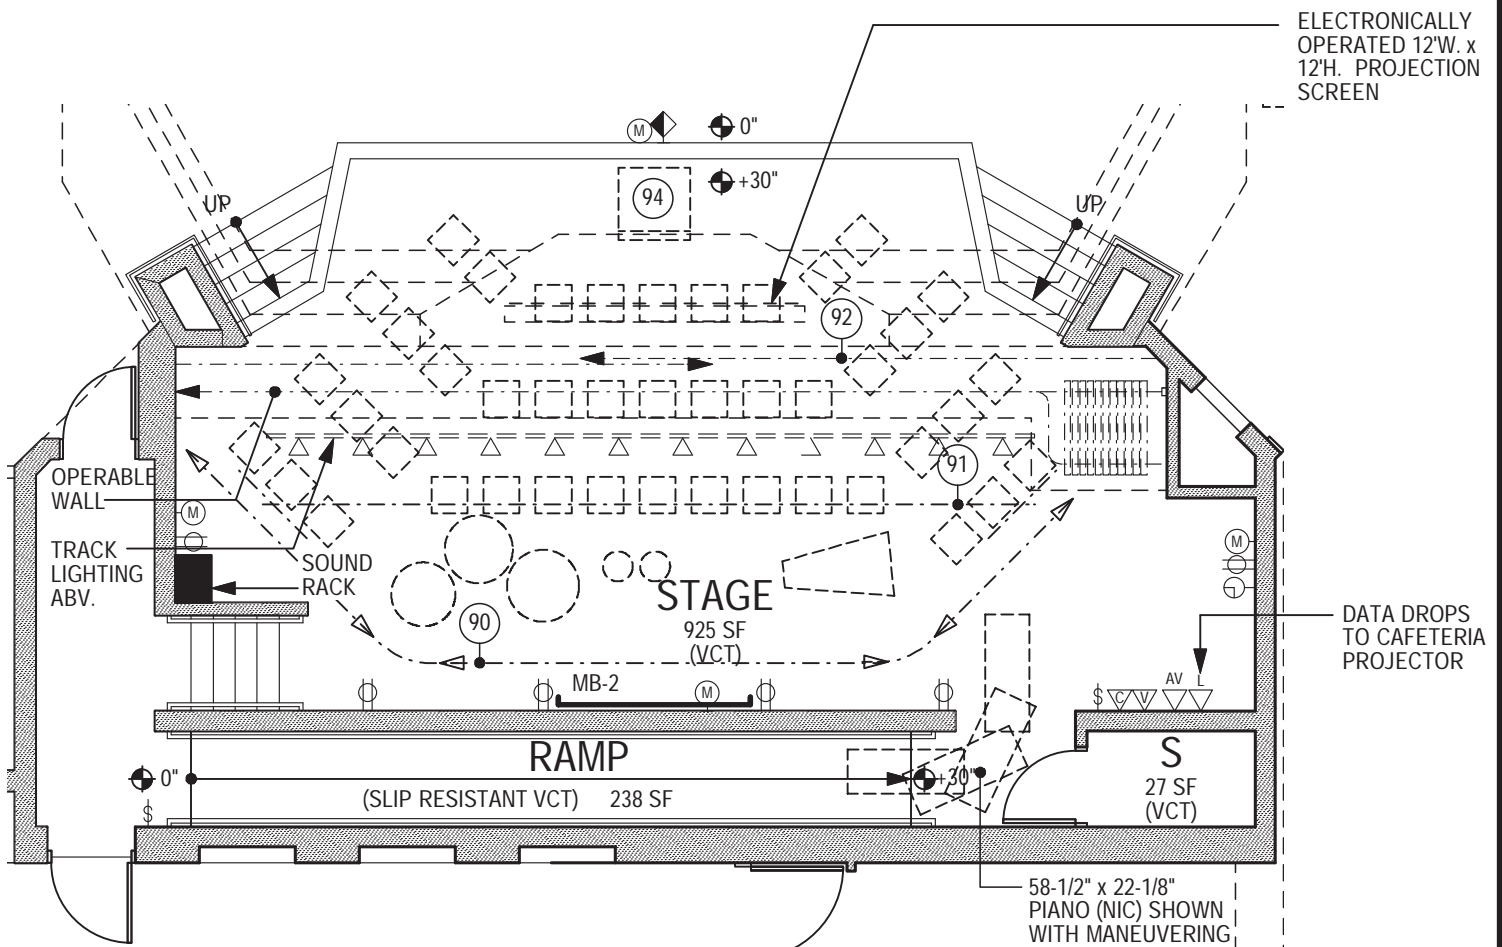 ELECTRONICALLY
OPERATED 12'W. x
12'H. PROJECTION
SCREEN
M
0"
+30"
94
UP
UP
92
91
OPERABLE
WALL
M
M
TRACK
LIGHTING
ABV.
SOUND
RACK
STAGE
925 SF
(VCT)
90
DATA DROPS
TO CAFETERIA
PROJECTOR
MB-2
M
AV L
$ C V
RAMP
S
0"
+30"
27 SF
(VCT)
(SLIP RESISTANT VCT) 238 SF
$
58-1/2" x 22-1/8"
PIANO (NIC) SHOWN
WITH MANEUVERING